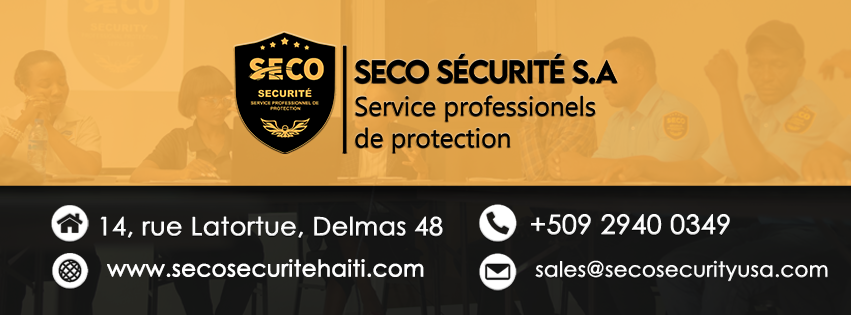 SECO
SECURITÉ
SERVICE PROFESSIONNEL DE
PROTECTION
SECO SÉCURITÉ S.A
Service professionels
de protection
14, rue Latortue, Delmas 48
+509 2940 0349
www.secosecuritehaiti.com
sales@secosecurityusa.com